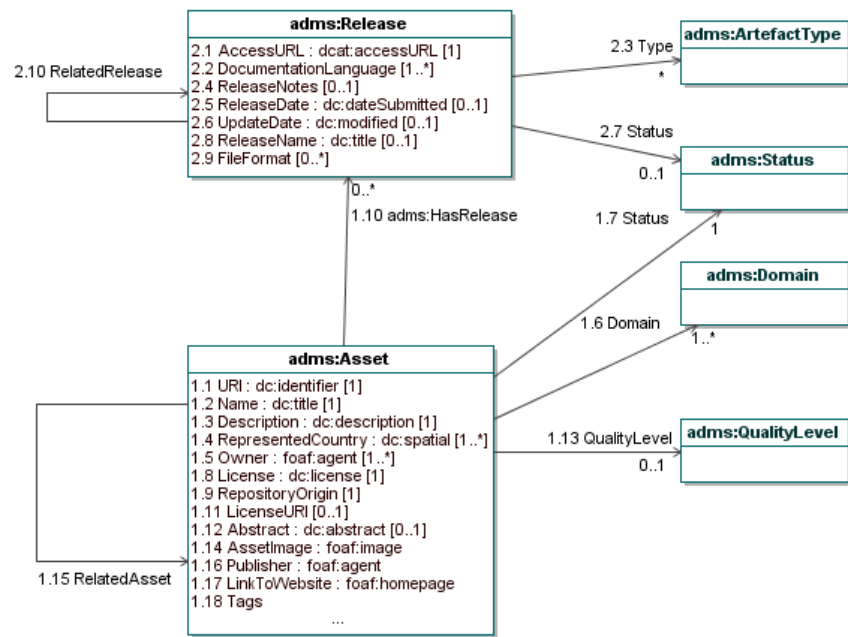 adms:Release
2.1 AccessURL : dcat:accessURL [1]
2.2 DocumentationLanguage [1..*]
2.4 ReleaseNotes [0..1]
2.5 ReleaseDate : dc:dateSubmitted [0..1]
2.6 UpdateDate : dc:modified [0..1]
2.8 ReleaseName : dc:title [0..1]
2.9 FileFormat [0..*]
2.10 RelatedRelease
2.3 Type
*
adms:ArtefactType
2.7 Status
0..1
adms:Status
0..*
1.10 adms:HasRelease
1.7 Status
1
adms:Domain
1.6 Domain
1..*
adms:Asset
1.1 URI : dc:identifier [1]
1.2 Name : dc:title [1]
1.3 Description : dc:description [1]
1.4 RepresentedCountry : dc:spatial [1..*]
1.5 Owner : foaf:agent [1..*]
1.8 License : dc:license [1]
1.9 RepositoryOrigin [1]
1.11 LicenseURI [0..1]
1.12 Abstract : dc:abstract [0..1]
1.14 AssetImage : foaf:image
1.16 Publisher : foaf:agent
1.17 LinkToWebsite : foaf:homepage
1.18 Tags
...
1.13 QualityLevel
0..1
adms:QualityLevel
1.15 RelatedAsset